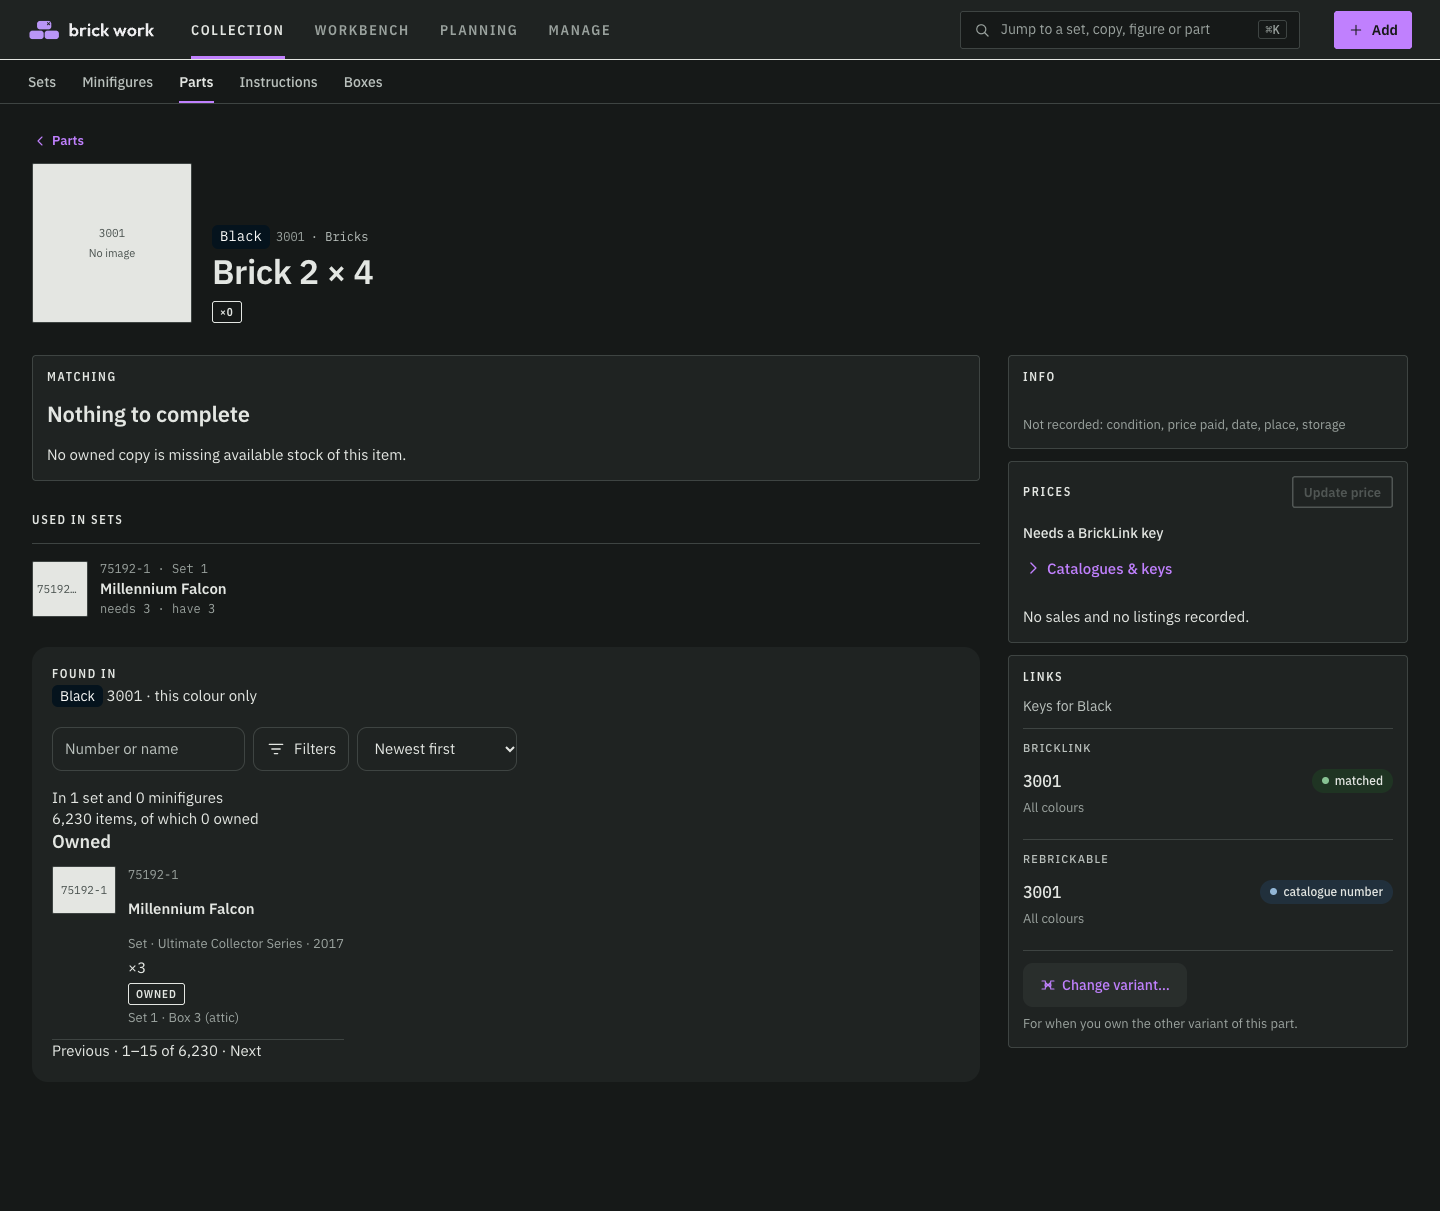 brick work
COLLECTION
WORKBENCH
PLANNING
MANAGE
Jump to a set, copy, figure or part
⌘K
+ Add
Sets
Minifigures
Parts
Instructions
Boxes
Parts
3001
No image
Black 3001 · Bricks
Brick 2 × 4
×0
MATCHING
Nothing to complete
No owned copy is missing available stock of this item.
USED IN SETS
75192…
75192-1 · Set 1
Millennium Falcon
needs 3 · have 3
FOUND IN
Black 3001 · this colour only
Number or name
Filters
Newest first
In 1 set and 0 minifigures
6,230 items, of which 0 owned
Owned
75192-1
75192-1
Millennium Falcon
Set · Ultimate Collector Series · 2017
×3
OWNED
Set 1 · Box 3 (attic)
Previous · 1–15 of 6,230 · Next
INFO
Not recorded: condition, price paid, date, place, storage
PRICES
Update price
Needs a BrickLink key
Catalogues & keys
No sales and no listings recorded.
LINKS
Keys for Black
BRICKLINK
3001
matched
All colours
REBRICKABLE
3001
catalogue number
All colours
Change variant…
For when you own the other variant of this part.